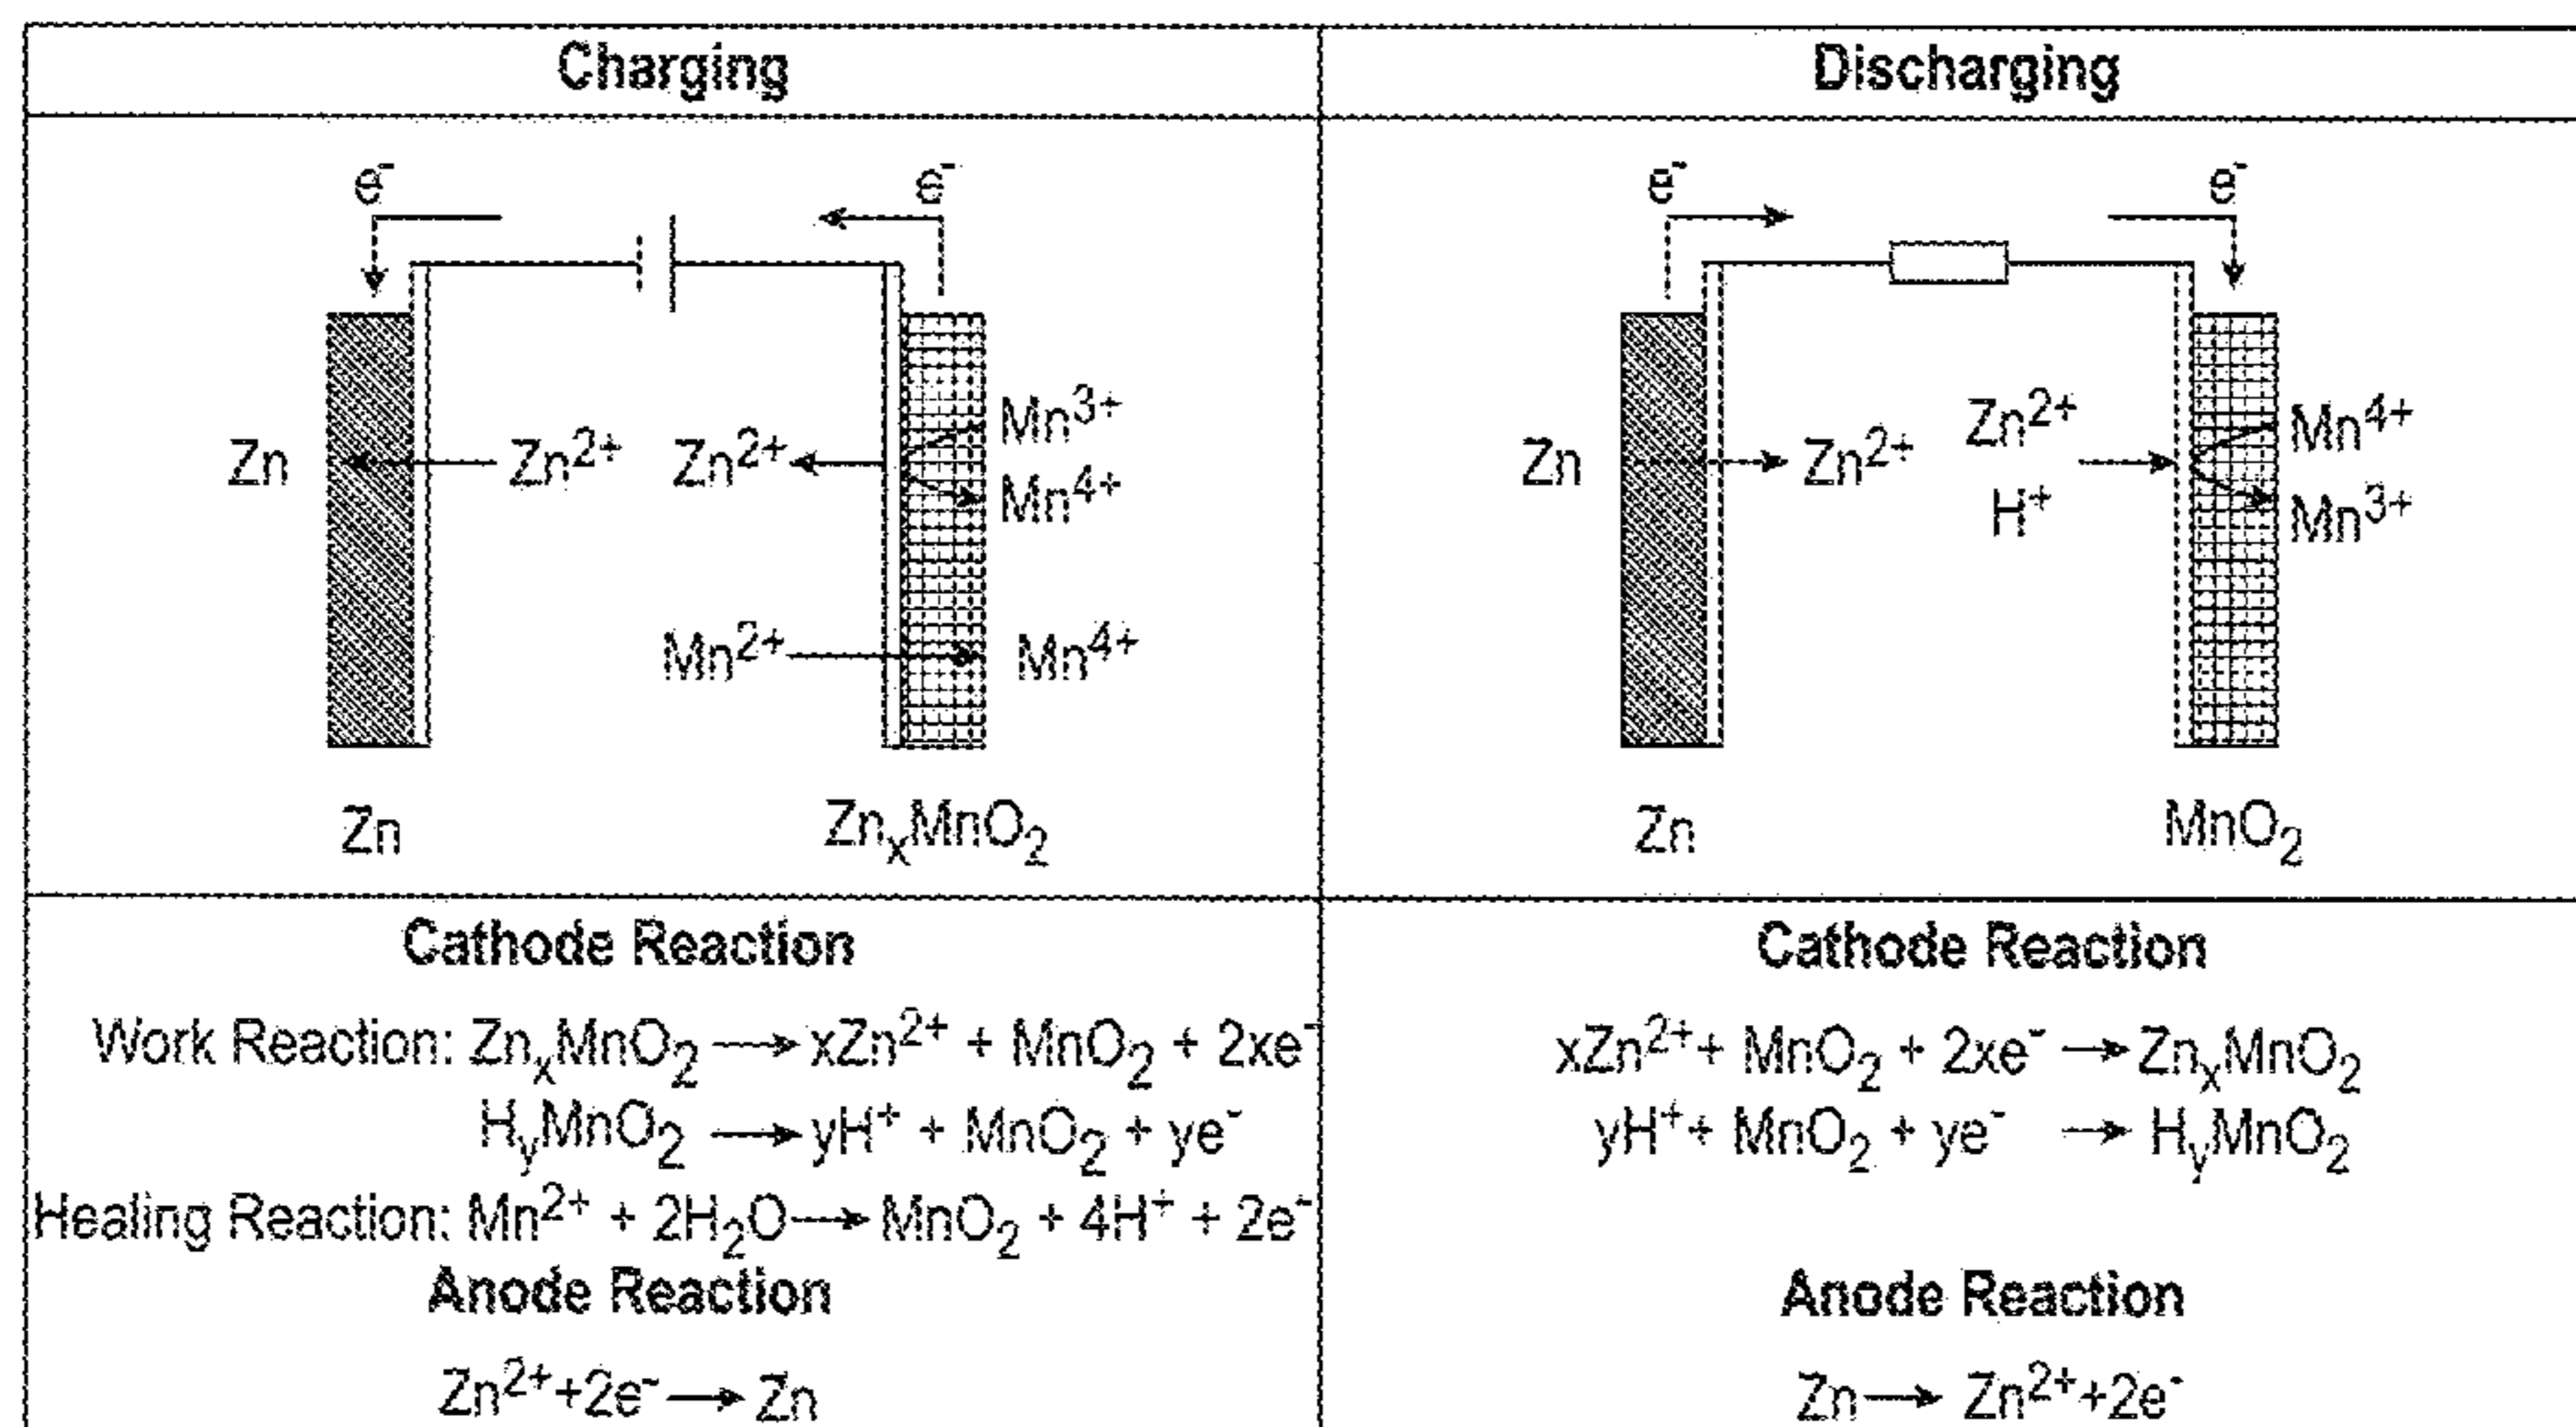 Charging
e⁻ e⁻
Mn³⁺
Zn Zn²⁺ Zn²⁺
Mn⁴⁺
Mn²⁺ Mn⁴⁺
Zn ZnₓMnO₂
Cathode Reaction
Work Reaction: ZnₓMnO₂ → xZn²⁺ + MnO₂ + 2xe⁻
HᵧMnO₂ → yH⁺ + MnO₂ + ye⁻
Healing Reaction: Mn²⁺ + 2H₂O → MnO₂ + 4H⁺ + 2e⁻
Anode Reaction
Zn²⁺+2e⁻ → Zn
Discharging
e⁻ e⁻
Zn²⁺ Mn⁴⁺
Zn Zn²⁺
H⁺ Mn³⁺
Zn MnO₂
Cathode Reaction
xZn²⁺+ MnO₂ + 2xe⁻ → ZnₓMnO₂
yH⁺+ MnO₂ + ye⁻ → HᵧMnO₂
Anode Reaction
Zn → Zn²⁺+2e⁻